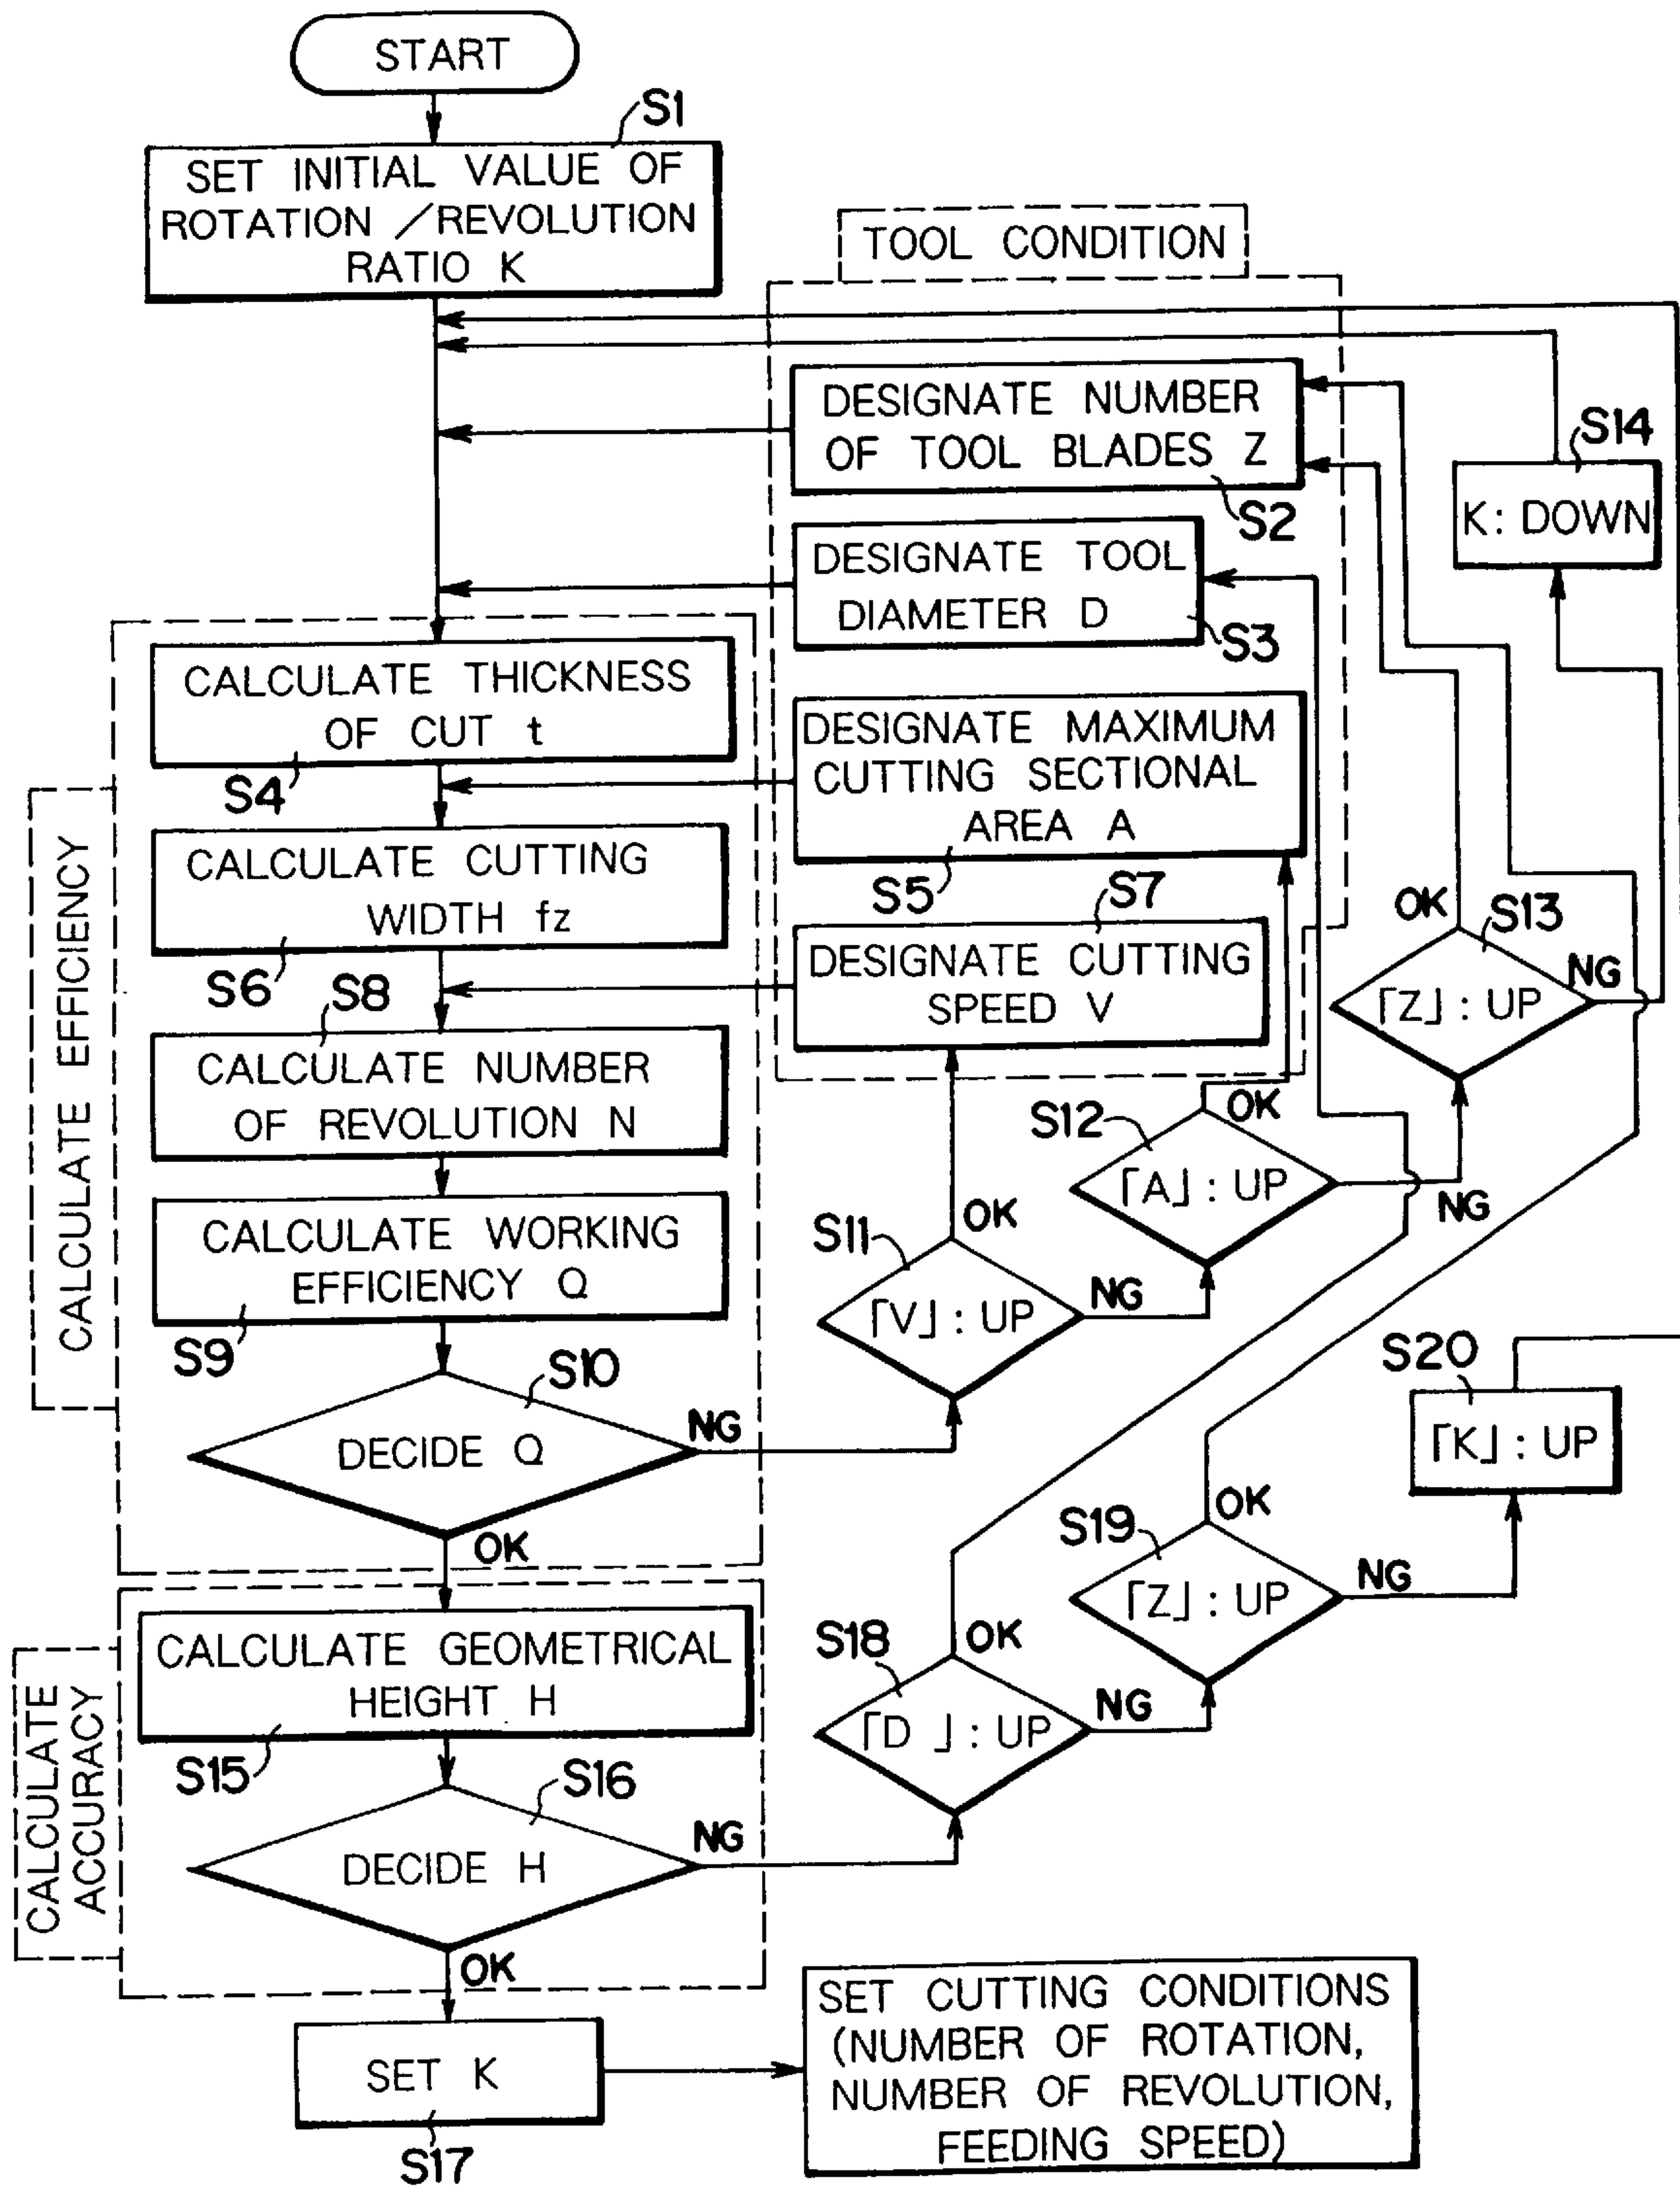 START
S1
SET INITIAL VALUE OF
ROTATION /REVOLUTION
RATIO K
TOOL CONDITION
DESIGNATE NUMBER
OF TOOL BLADES Z
S2
S14
K: DOWN
DESIGNATE TOOL
DIAMETER D
S3
CALCULATE THICKNESS
OF CUT t
S4
DESIGNATE MAXIMUM
CUTTING SECTIONAL
AREA A
S5
CALCULATE EFFICIENCY
CALCULATE CUTTING
WIDTH fz
S6
S7
DESIGNATE CUTTING
SPEED V
OK
S13
「Z」: UP
NG
S8
CALCULATE NUMBER
OF REVOLUTION N
S12
OK
「A」: UP
NG
CALCULATE WORKING
EFFICIENCY Q
S9
S11
OK
「V」: UP
NG
S10
DECIDE Q
NG
OK
S20
「K」: UP
S19
OK
「Z」: UP
NG
CALCULATE
ACCURACY
CALCULATE GEOMETRICAL
HEIGHT H
S15
S18
OK
「D 」: UP
NG
S16
DECIDE H
NG
OK
SET K
S17
SET CUTTING CONDITIONS
(NUMBER OF ROTATION,
NUMBER OF REVOLUTION,
FEEDING SPEED)